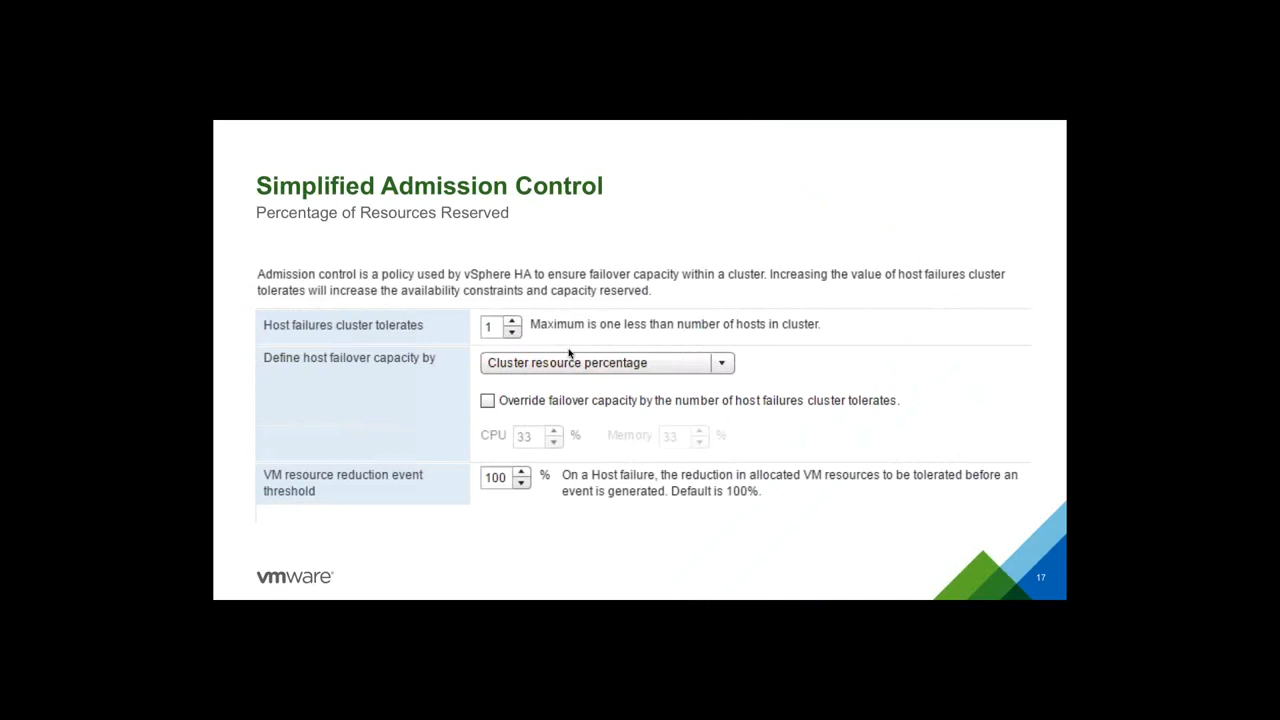 Simplified Admission Control
Percentage of Resources Reserved
Admission control is a policy used by vSphere HA to ensure failover capacity within a cluster. Increasing the value of host failures cluster
tolerates will increase the availability constraints and capacity reserved.
Host failures cluster tolerates
1 Maximum is one less than number of hosts in cluster.
Define host failover capacity by
Cluster resource percentage
Override failover capacity by the number of host failures cluster tolerates.
CPU 33 % Memory 33 %
VM resource reduction event
threshold
100 % On a Host failure, the reduction in allocated VM resources to be tolerated before an
event is generated. Default is 100%.
vmware®
17